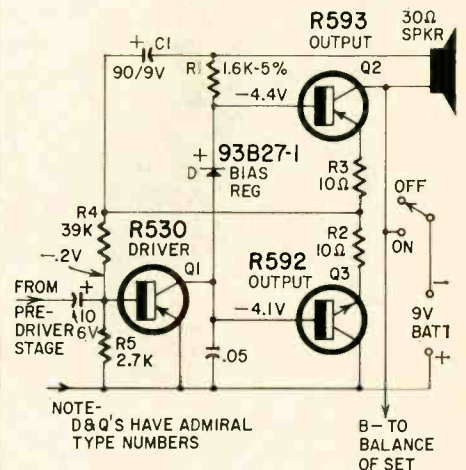 R593
OUTPUT
30Ω
SPKR
+ C1
90/9V
R1 1.6K-5%
Q2
-4.4V
+ 93B27-1
D BIAS
REG
R3
10Ω
OFF
R4
39K
R530
DRIVER
R2
10Ω
ON
-.2V
R592
OUTPUT
Q1
Q3
-
FROM
PRE-
DRIVER
STAGE
+
10
6V
-4.1V
9V
BATT
R5
2.7K
.05
+
NOTE-
D&Q'S HAVE ADMIRAL
TYPE NUMBERS
B- TO
BALANCE
OF SET